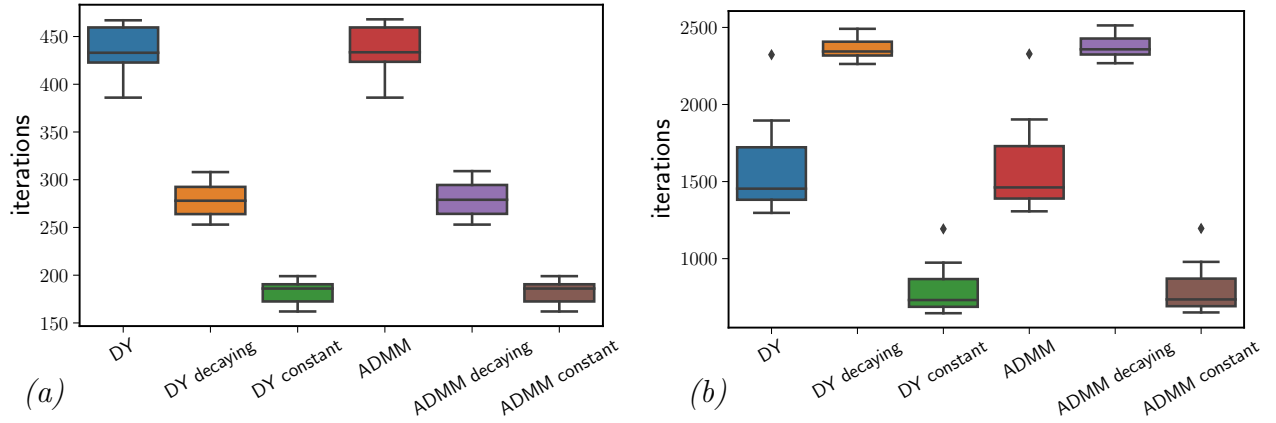 iterations
450
400
350
300
250
200
150
DY
DY decaying
DY constant
ADMM
ADMM decaying
ADMM constant
(a)
iterations
2500
2000
1500
1000
DY
DY decaying
DY constant
ADMM
ADMM decaying
ADMM constant
(b)